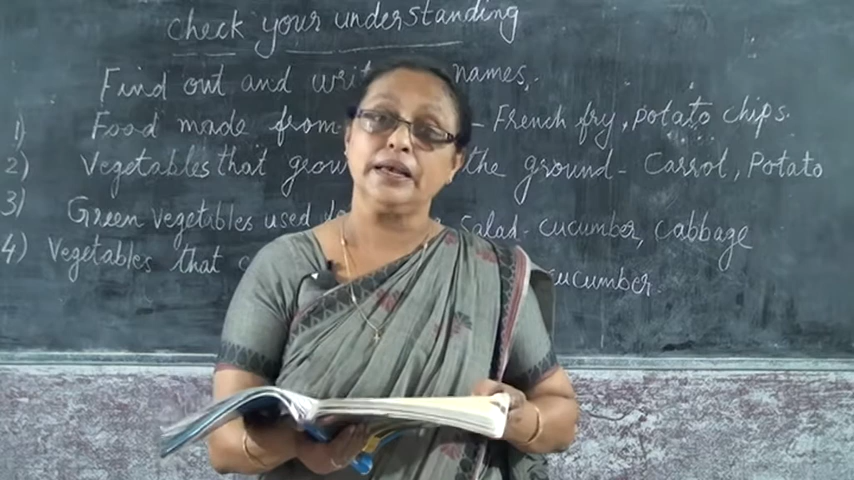 check your understanding
Find out and names.
1) Food made from - French fry, potato chips.
2) Vegetables that grow the ground - Carrot, Potato
3) Green vegetables used salad - cucumber, cabbage
4) Vegetables that cucumber.